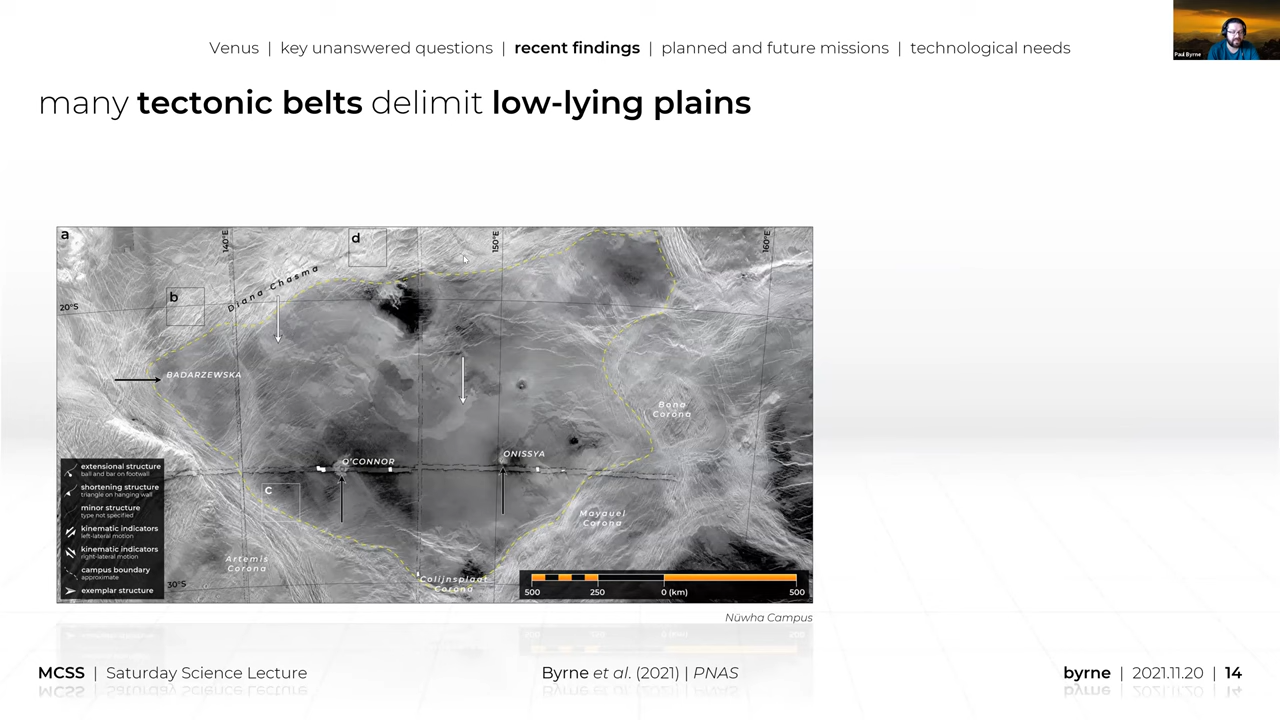 Venus | key unanswered questions | recent findings | planned and future missions | technological needs
Paul Byrne
many tectonic belts delimit low-lying plains
a
b
c
d
140°E
150°E
160°E
20°S
30°S
Diana Chasma
BADARZEWSKA
O'CONNOR
ONISSYA
Bona
Corona
Mayauel
Corona
Artemis
Corona
Colijnsplaat
Corona
extensional structure
ball and bar on footwall
shortening structure
triangle on hanging wall
minor structure
type not specified
kinematic indicators
left-lateral motion
kinematic indicators
right-lateral motion
campus boundary
approximate
exemplar structure
500 250 0 (km) 500
Nüwha Campus
MCSS | Saturday Science Lecture
Byrne et al. (2021) | PNAS
byrne | 2021.11.20 | 14